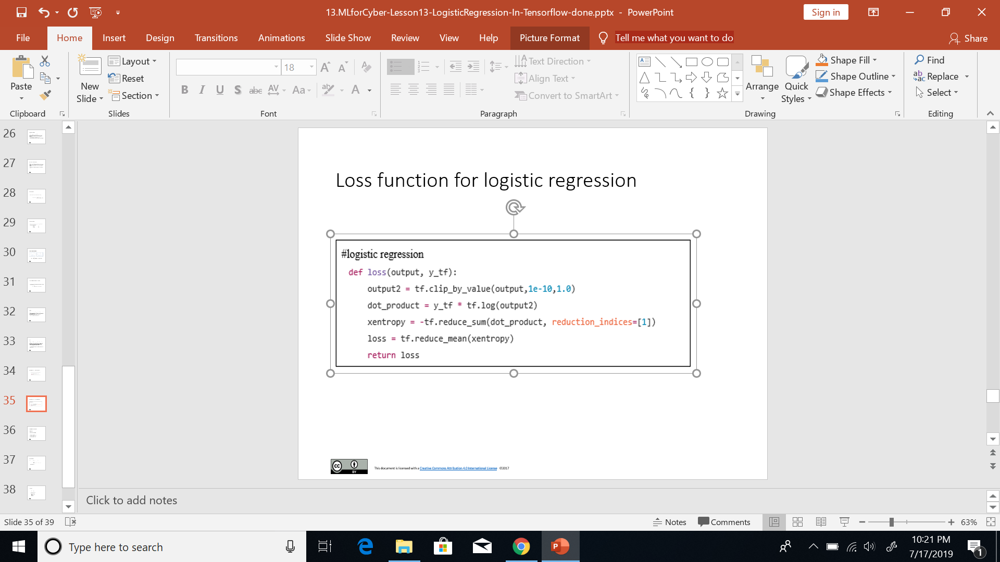 13.MLforCyber-Lesson13-LogisticRegression-In-Tensorflow-done.pptx - PowerPoint
Sign in
File Home Insert Design Transitions Animations Slide Show Review View Help Picture Format Tell me what you want to do Share
Paste
New Slide
Layout
Reset
Section
18
B I U S abc AV Aa A
Text Direction
Align Text
Convert to SmartArt
Arrange
Quick Styles
Shape Fill
Shape Outline
Shape Effects
Find
Replace
Select
Clipboard Slides Font Paragraph Drawing Editing
26
27
28
29
30
31
32
33
34
35
36
37
38
Loss function for logistic regression
#logistic regression
def loss(output, y_tf):
output2 = tf.clip_by_value(output,1e-10,1.0)
dot_product = y_tf * tf.log(output2)
xentropy = -tf.reduce_sum(dot_product, reduction_indices=[1])
loss = tf.reduce_mean(xentropy)
return loss
cc BY
This document is licensed with a Creative Commons Attribution 4.0 International License ©2017
Click to add notes
Slide 35 of 39
Notes Comments 63%
Type here to search
10:21 PM
7/17/2019
1